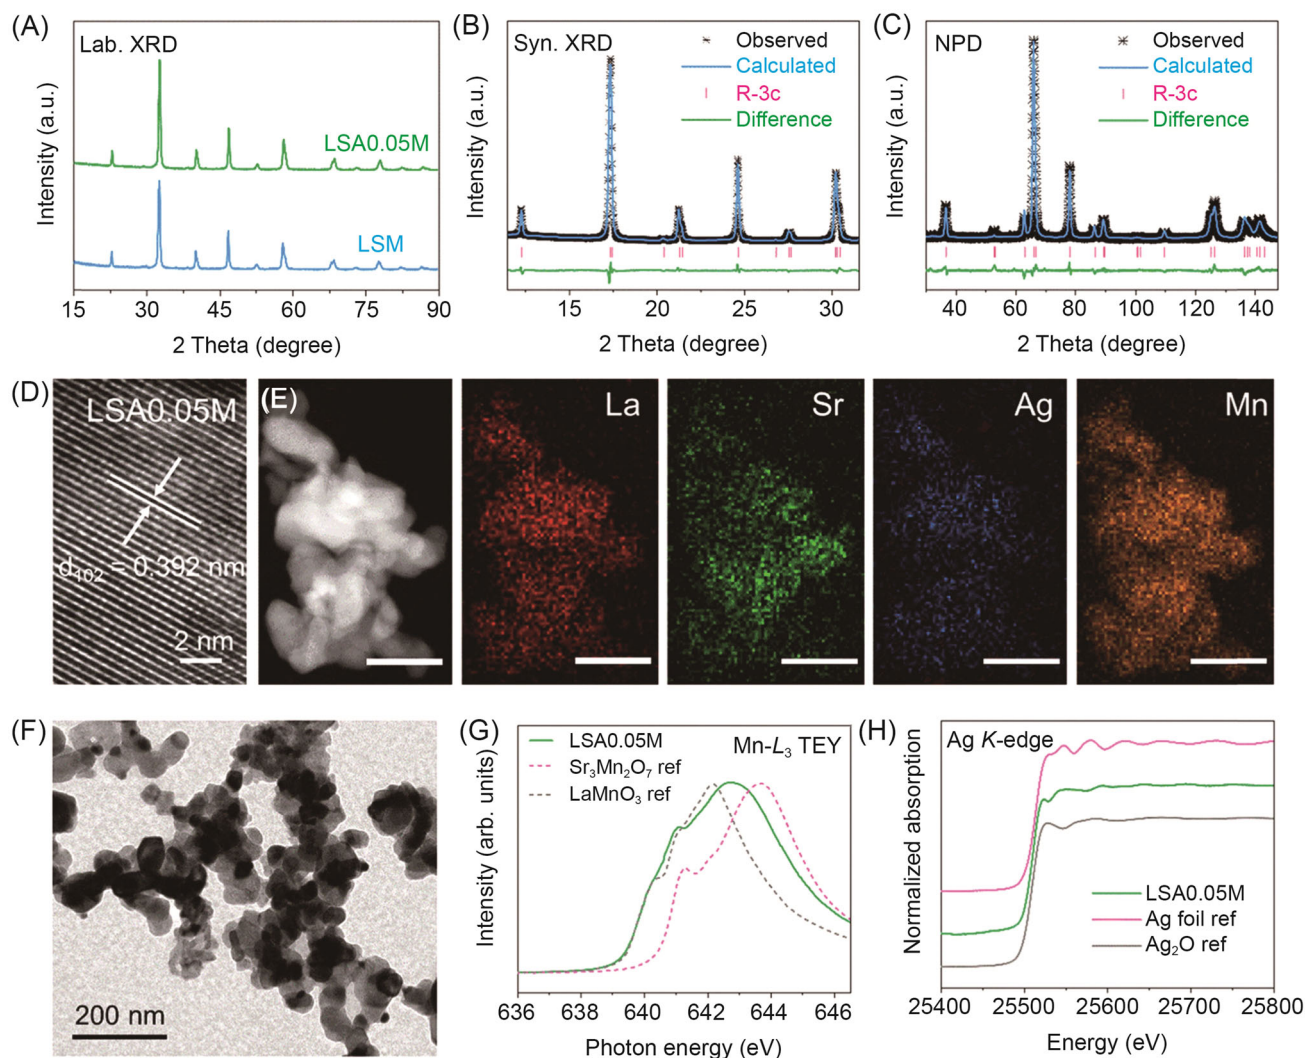 (A)
Lab. XRD
Intensity (a.u.)
LSA0.05M
LSM
15 30 45 60 75 90
2 Theta (degree)
(B)
Syn. XRD
Observed
Calculated
R-3c
Difference
Intensity (a.u.)
15 20 25 30
2 Theta (degree)
(C)
NPD
Observed
Calculated
R-3c
Difference
Intensity (a.u.)
40 60 80 100 120 140
2 Theta (degree)
(D)
LSA0.05M
d102 = 0.392 nm
2 nm
(E)
La
Sr
Ag
Mn
(F)
200 nm
(G)
LSA0.05M
Sr3Mn2O7 ref
LaMnO3 ref
Mn-L3 TEY
Intensity (arb. units)
636 638 640 642 644 646
Photon energy (eV)
(H)
Ag K-edge
Normalized absorption
LSA0.05M
Ag foil ref
Ag2O ref
25400 25500 25600 25700 25800
Energy (eV)